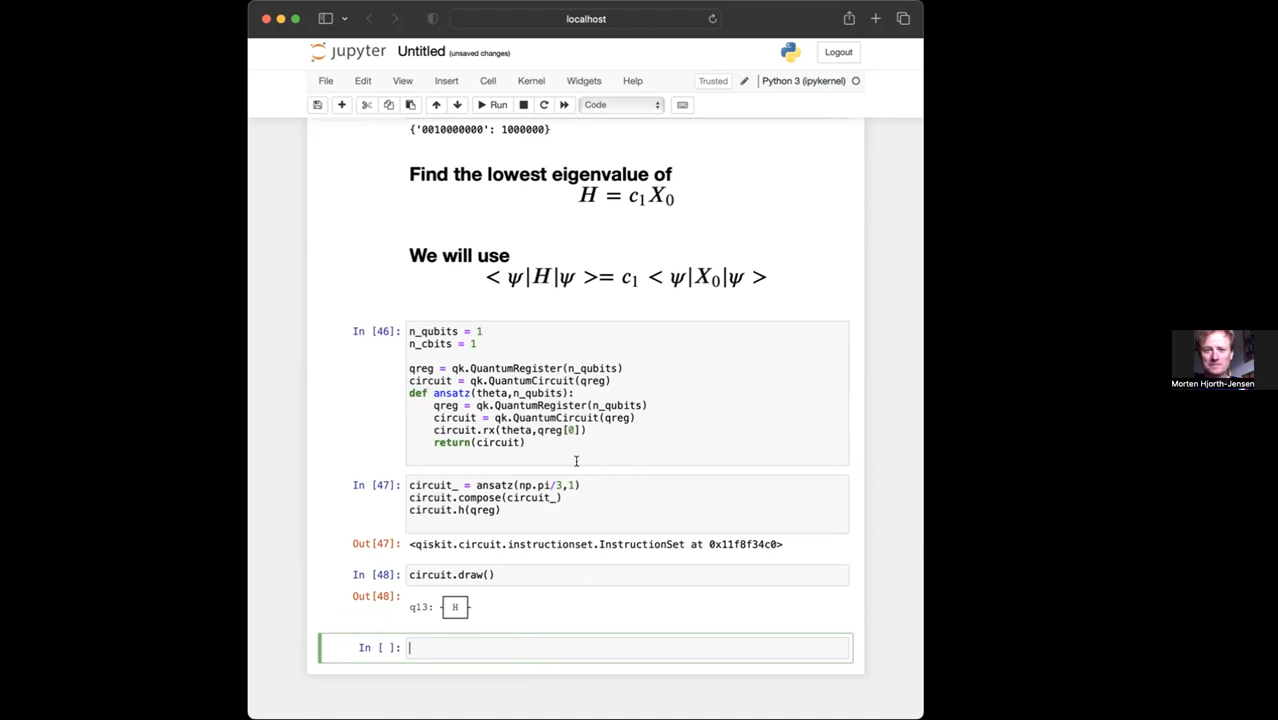 localhost
jupyter Untitled (unsaved changes)
Logout
File Edit View Insert Cell Kernel Widgets Help Trusted Python 3 (ipykernel)
Run Code
{'0010000000': 1000000}
Find the lowest eigenvalue of
H = c₁X₀
We will use
< ψ|H|ψ >= c₁ < ψ|X₀|ψ >
In [46]: n_qubits = 1
n_cbits = 1
qreg = qk.QuantumRegister(n_qubits)
circuit = qk.QuantumCircuit(qreg)
def ansatz(theta,n_qubits):
    qreg = qk.QuantumRegister(n_qubits)
    circuit = qk.QuantumCircuit(qreg)
    circuit.rx(theta,qreg[0])
    return(circuit)
In [47]: circuit_ = ansatz(np.pi/3,1)
circuit.compose(circuit_)
circuit.h(qreg)
Out[47]: <qiskit.circuit.instructionset.InstructionSet at 0x11f8f34c0>
In [48]: circuit.draw()
Out[48]:
q13: H
In [ ]:
Morten Hjorth-Jensen